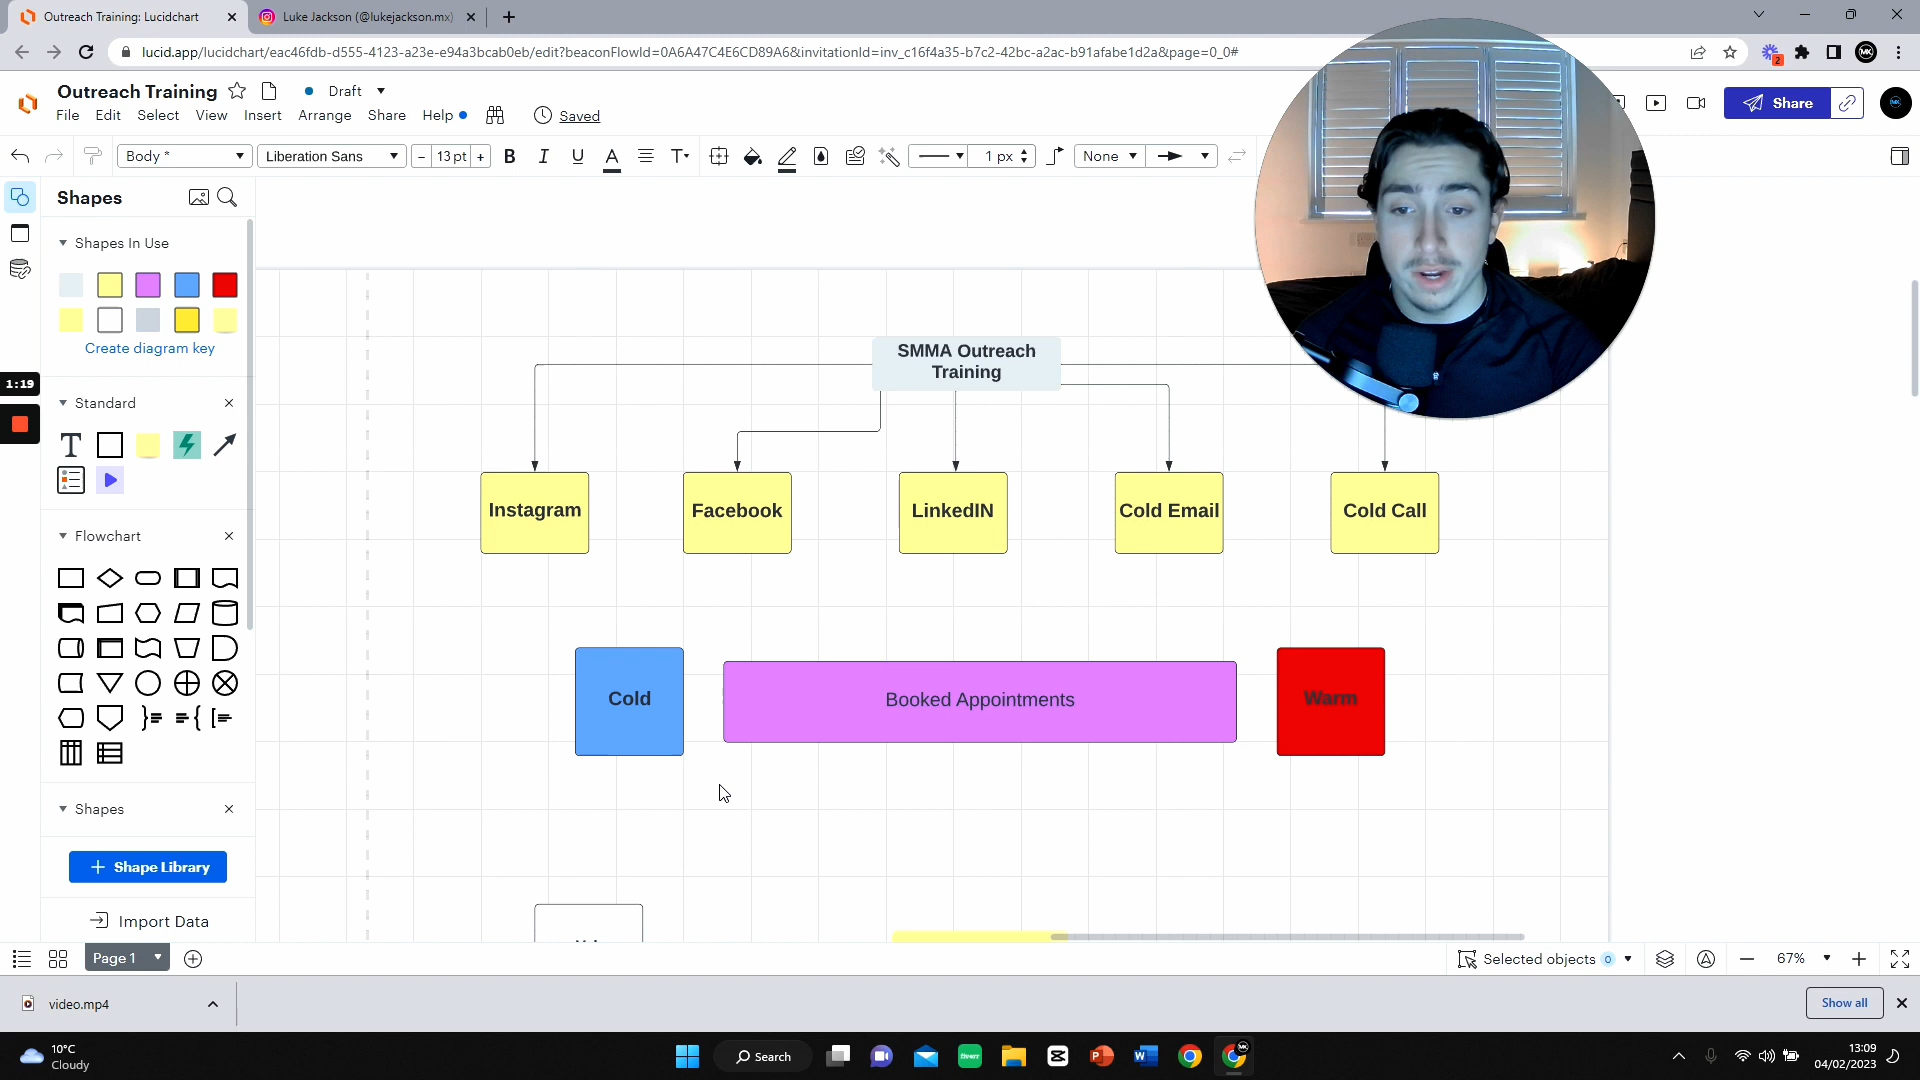 Outreach Training: Lucidchart
Luke Jackson (@lukejackson.mx)
lucid.app/lucidchart/eac46fdb-d555-4123-a23e-e94a3bcab0eb/edit?beaconFlowId=0A6A47C4E6CD89A6&invitationId=inv_c16f4a35-b7c2-42bc-a2ac-b91afabe1d2a&page=0_0#
2
MK
Outreach Training
Draft
File Edit Select View Insert Arrange Share Help
Saved
Share
Body *
Liberation Sans
- 13 pt +
B I U A T
1 px
None
Shapes
Shapes In Use
Create diagram key
1:19
Standard
T
Flowchart
Shapes
+ Shape Library
Import Data
SMMA Outreach
Training
Instagram
Facebook
LinkedIN
Cold Email
Cold Call
Cold
Booked Appointments
Warm
Page 1
Selected objects 0
67%
video.mp4
Show all
10°C
Cloudy
Search
fiverr
MK
13:09
04/02/2023